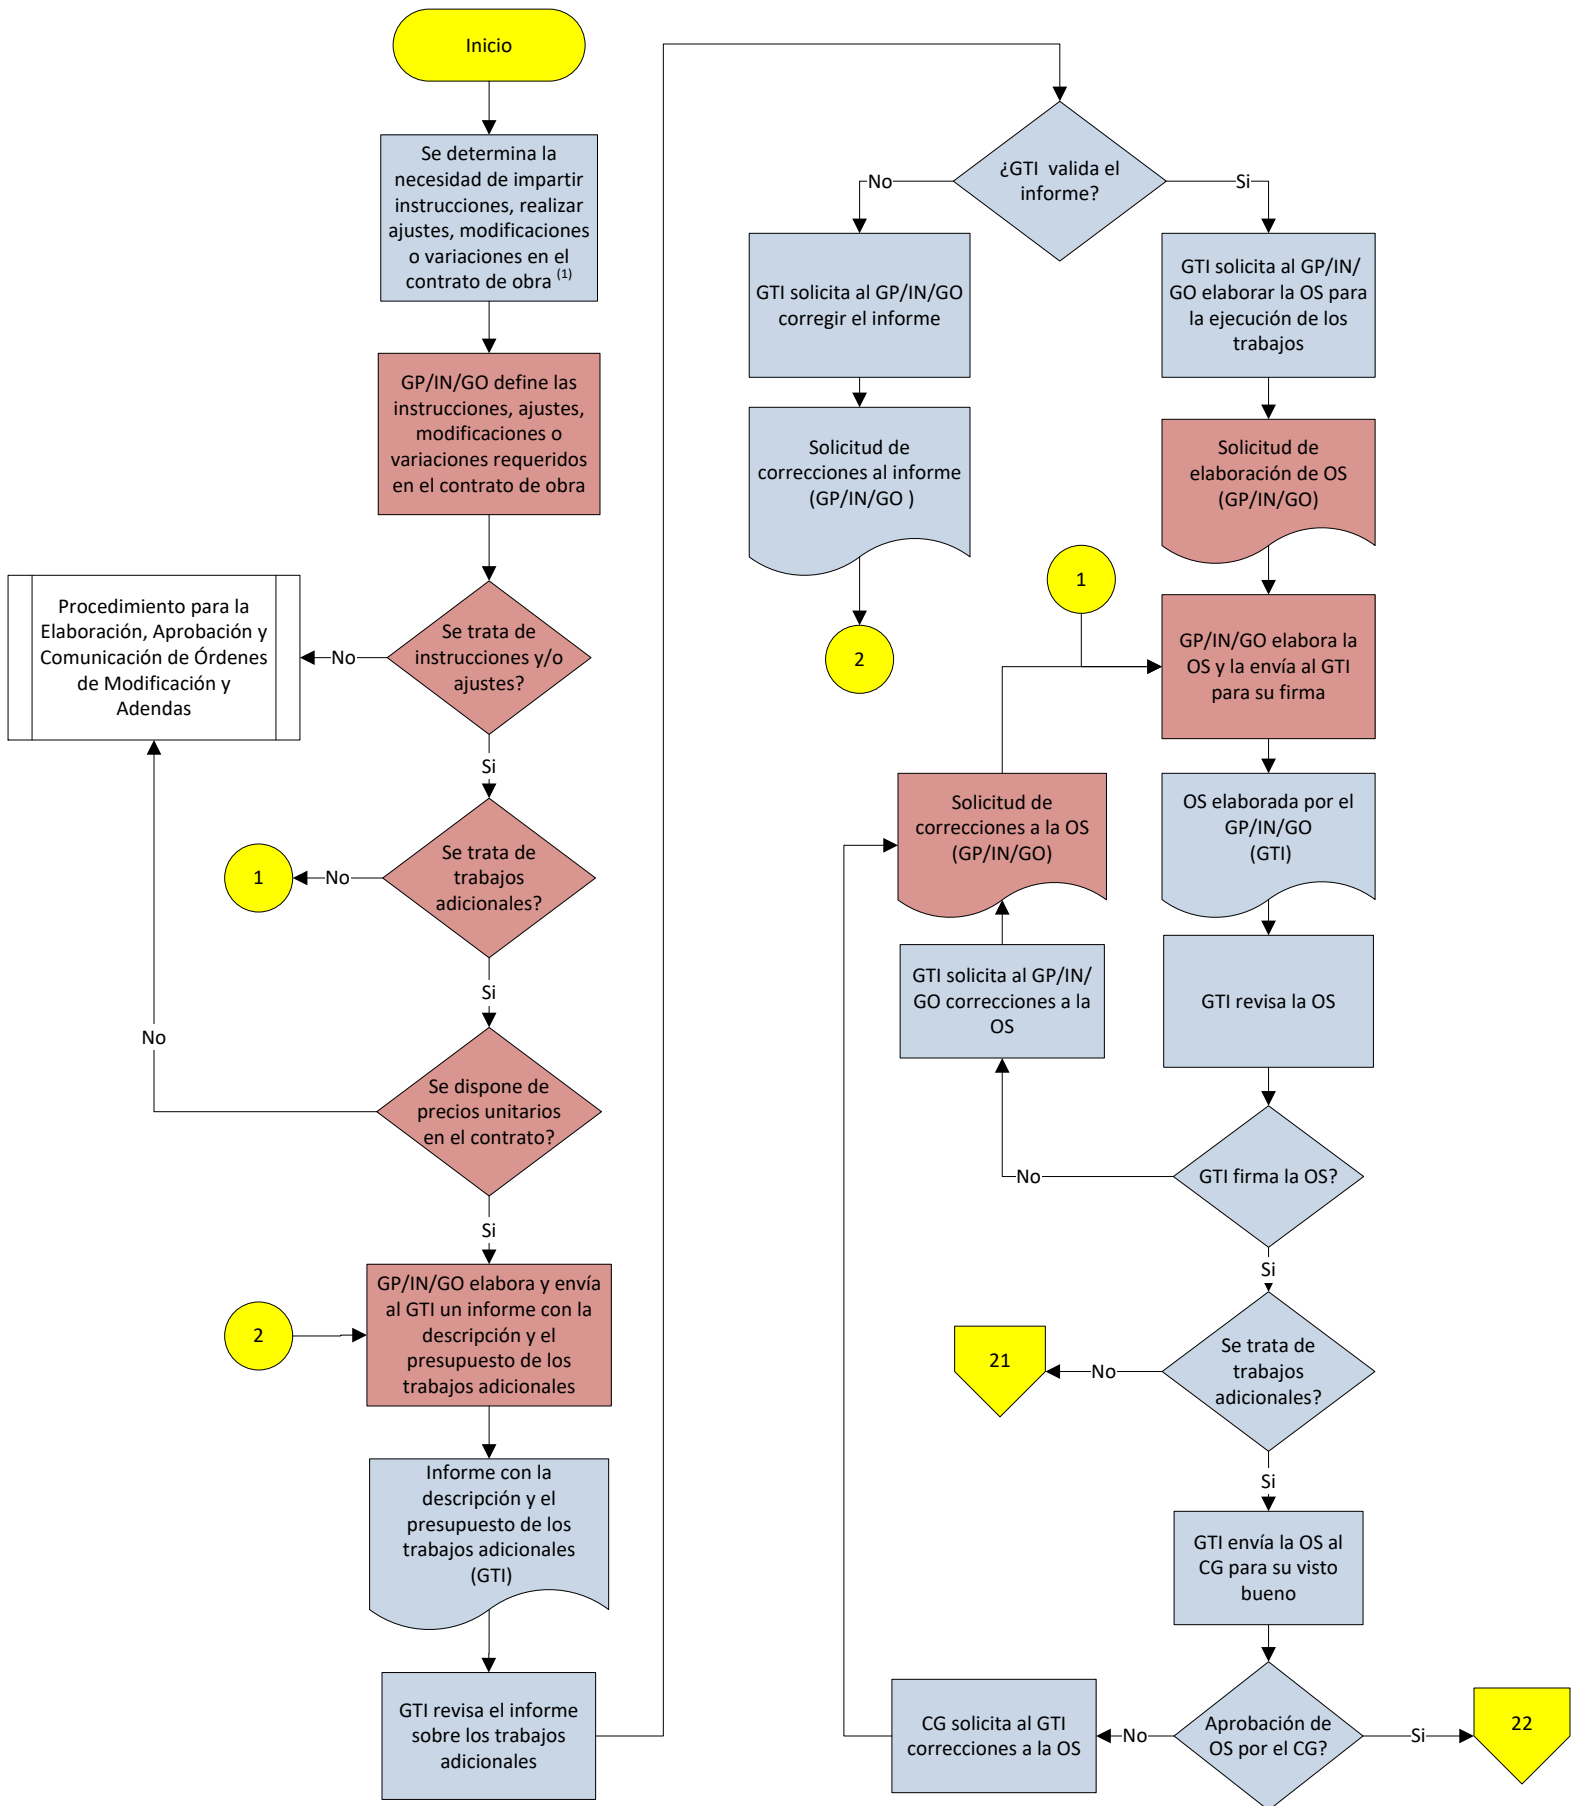 Inicio
Se determina la
necesidad de impartir
instrucciones, realizar
ajustes, modificaciones
o variaciones en el
contrato de obra (1)
GP/IN/GO define las
instrucciones, ajustes,
modificaciones o
variaciones requeridos
en el contrato de obra
Procedimiento para la
Elaboración, Aprobación y
Comunicación de Órdenes
de Modificación y
Adendas
No
Se trata de
instrucciones y/o
ajustes?
Si
1
No
Se trata de
trabajos
adicionales?
Si
No
Se dispone de
precios unitarios
en el contrato?
Si
2
GP/IN/GO elabora y envía
al GTI un informe con la
descripción y el
presupuesto de los
trabajos adicionales
Informe con la
descripción y el
presupuesto de los
trabajos adicionales
(GTI)
GTI revisa el informe
sobre los trabajos
adicionales
¿GTI  valida el
informe?
No
Si
GTI solicita al GP/IN/GO
corregir el informe
Solicitud de
correcciones al informe
(GP/IN/GO )
2
GTI solicita al GP/IN/
GO elaborar la OS para
la ejecución de los
trabajos
Solicitud de
elaboración de OS
(GP/IN/GO)
1
GP/IN/GO elabora la
OS y la envía al GTI
para su firma
Solicitud de
correcciones a la OS
(GP/IN/GO)
OS elaborada por el
GP/IN/GO
(GTI)
GTI solicita al GP/IN/
GO correcciones a la
OS
GTI revisa la OS
No
GTI firma la OS?
Si
21
No
Se trata de
trabajos
adicionales?
Si
GTI envía la OS al
CG para su visto
bueno
CG solicita al GTI
correcciones a la OS
No
Aprobación de
OS por el CG?
Si
22